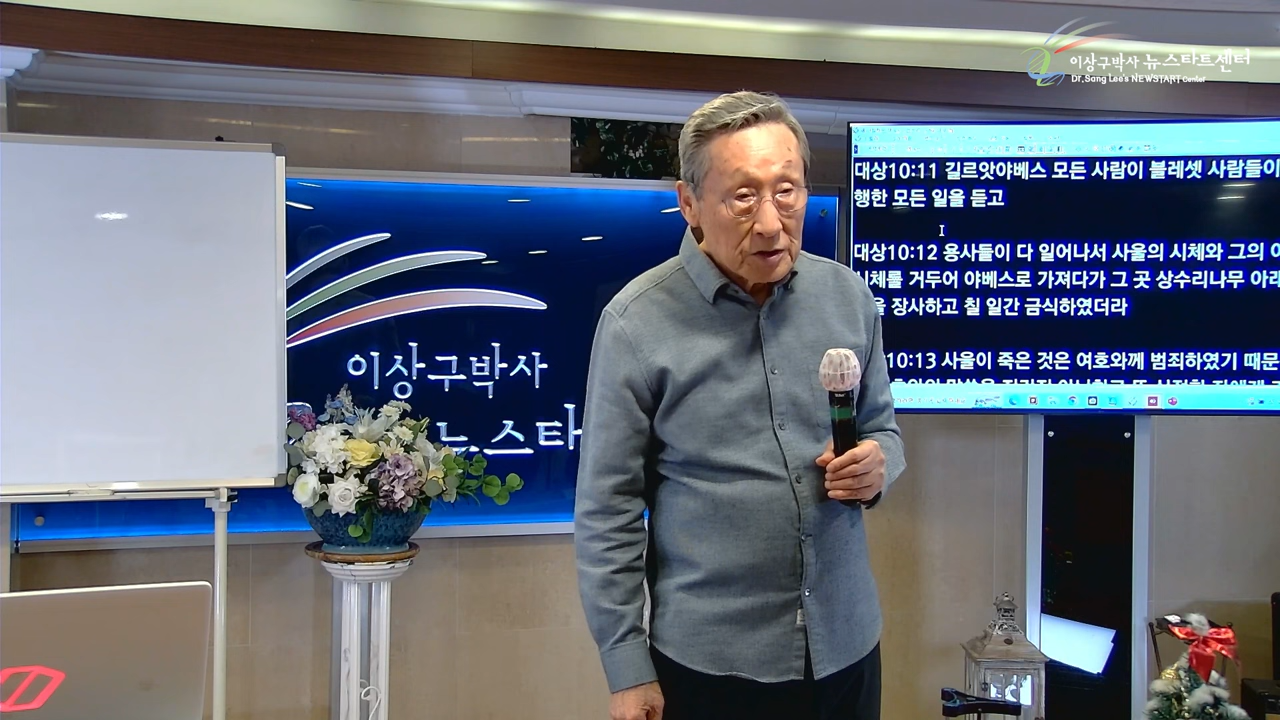 이상구박사 뉴스타트센터
Dr. Sang Lee's NEWSTART Center
대상10:11 길르앗야베스 모든 사람이 블레셋 사람들이
행한 모든 일을 듣고
대상10:12 용사들이 다 일어나서 사울의 시체와 그의
시체를 거두어 야베스로 가져다가 그 곳 상수리나무
장사하고 칠 일간 금식하였더라
10:13 사울이 죽은 것은 여호와께 범죄하였기
이상구박사
뉴스타